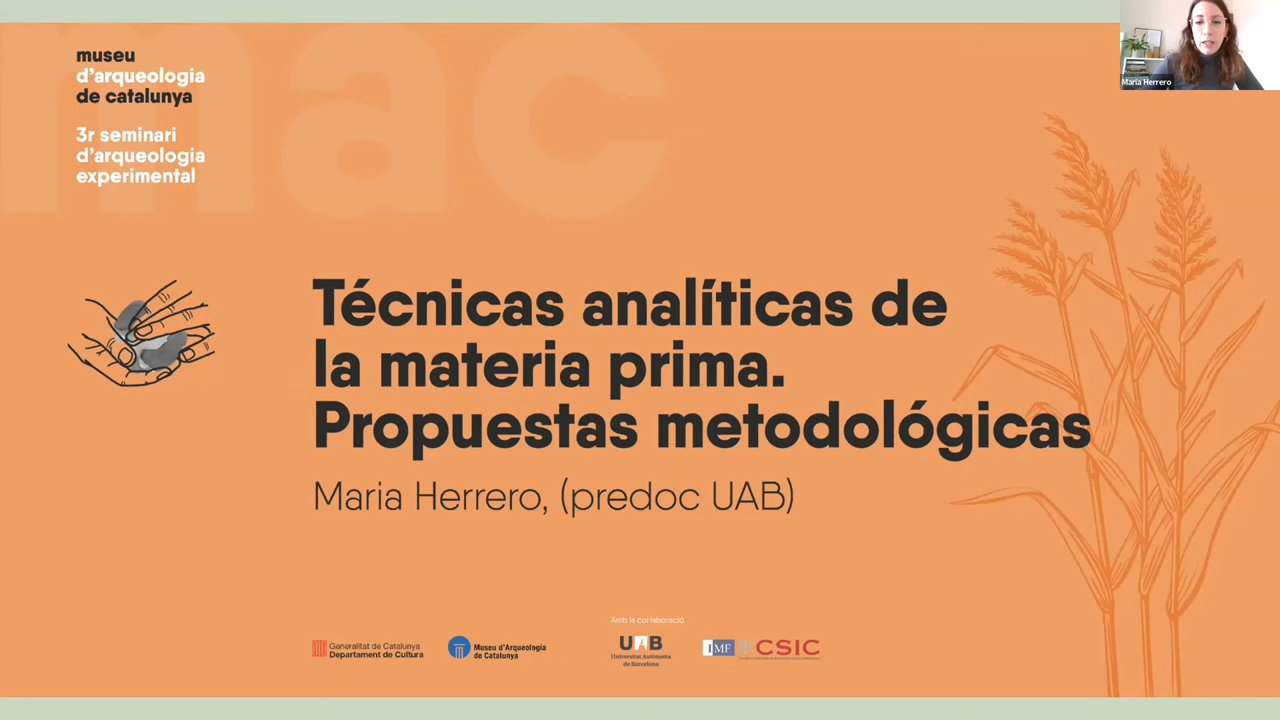 mac
museu
d'arqueologia
de catalunya
3r seminari
d'arqueologia
experimental
Maria Herrero
Técnicas analíticas de
la materia prima.
Propuestas metodológicas
Maria Herrero, (predoc UAB)
Amb la col·laboració
Generalitat de Catalunya
Departament de Cultura
Museu d'Arqueologia
de Catalunya
UAB
Universitat Autònoma
de Barcelona
IMF
CSIC